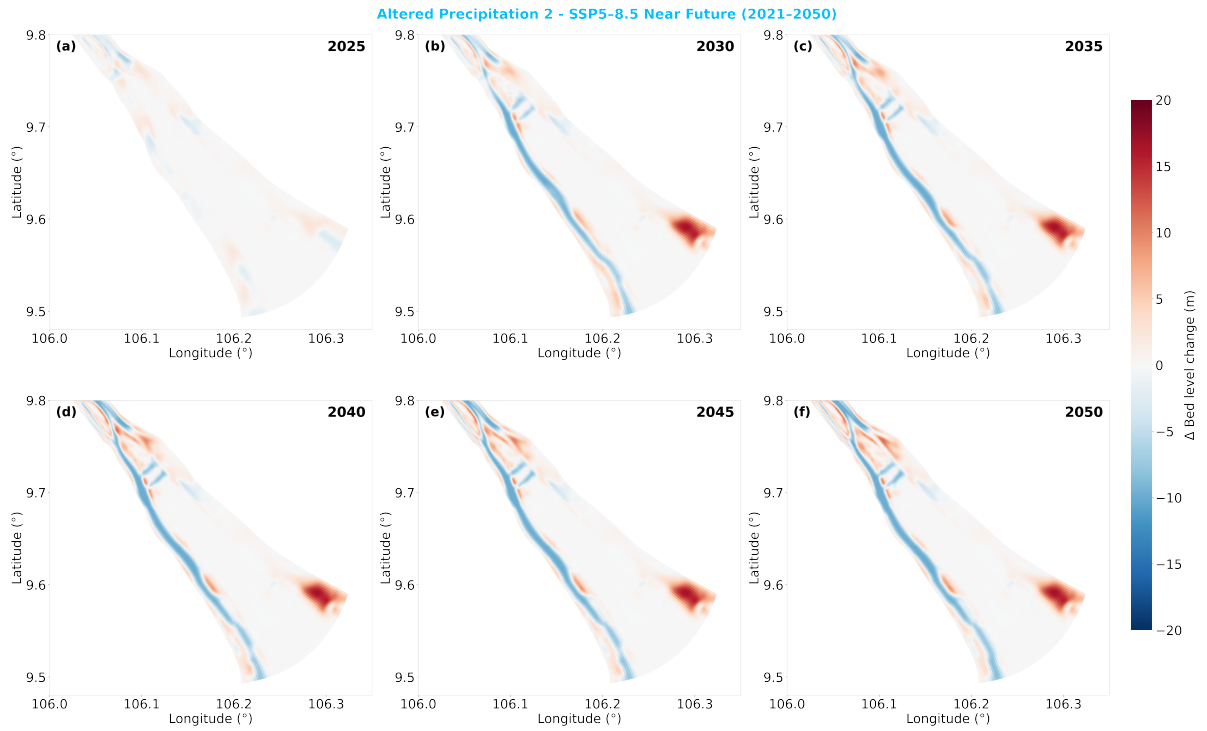 Altered Precipitation 2 - SSP5–8.5 Near Future (2021–2050)
(a) 2025
9.8
9.7
9.6
9.5
Latitude (°)
106.0 106.1 106.2 106.3
Longitude (°)
(b) 2030
9.8
9.7
9.6
9.5
Latitude (°)
106.0 106.1 106.2 106.3
Longitude (°)
(c) 2035
9.8
9.7
9.6
9.5
Latitude (°)
106.0 106.1 106.2 106.3
Longitude (°)
(d) 2040
9.8
9.7
9.6
9.5
Latitude (°)
106.0 106.1 106.2 106.3
Longitude (°)
(e) 2045
9.8
9.7
9.6
9.5
Latitude (°)
106.0 106.1 106.2 106.3
Longitude (°)
(f) 2050
9.8
9.7
9.6
9.5
Latitude (°)
106.0 106.1 106.2 106.3
Longitude (°)
20
15
10
5
0
−5
−10
−15
−20
Δ Bed level change (m)